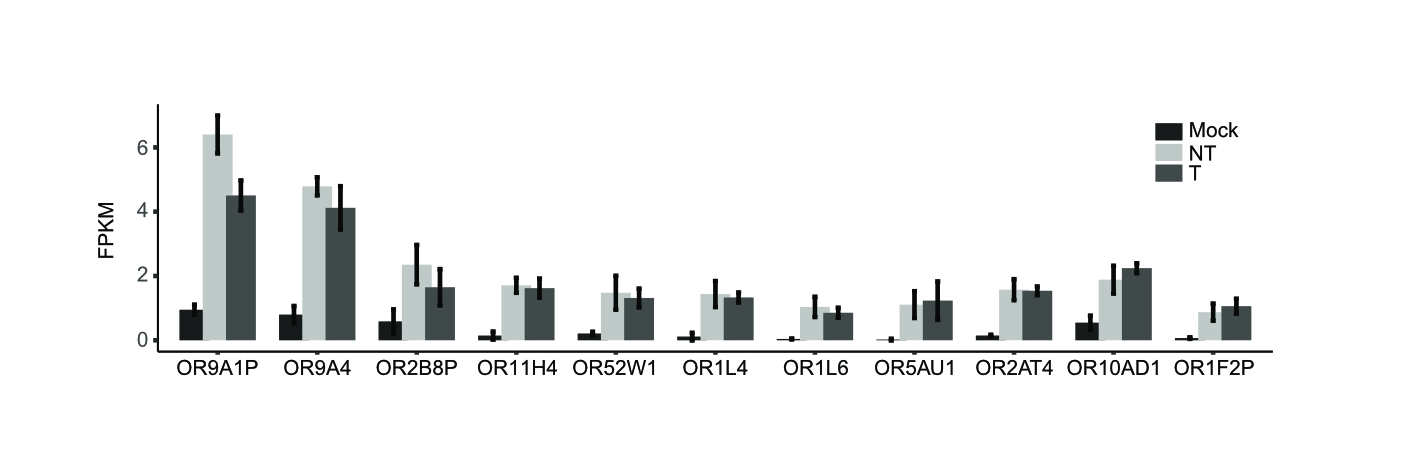 Mock
NT
T
FPKM
6
4
2
0
OR9A1P OR9A4 OR2B8P OR11H4 OR52W1 OR1L4 OR1L6 OR5AU1 OR2AT4 OR10AD1 OR1F2P